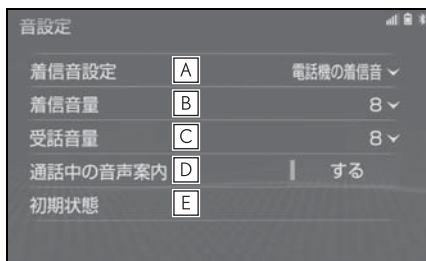 音設定
着信音設定 A 電話機の着信音
着信音量 B 8
受話音量 C 8
通話中の音声案内 D する
初期状態 E